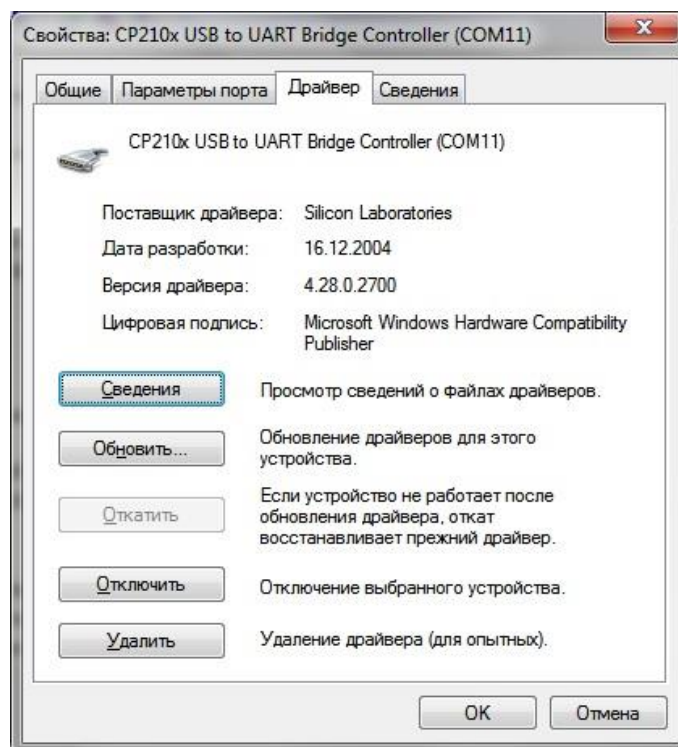 Свойства: CP210x USB to UART Bridge Controller (COM11)
Общие
Параметры порта
Драйвер
Сведения
CP210x USB to UART Bridge Controller (COM11)
Поставщик драйвера: Silicon Laboratories
Дата разработки: 16.12.2004
Версия драйвера: 4.28.0.2700
Цифровая подпись: Microsoft Windows Hardware Compatibility
Publisher
Сведения
Просмотр сведений о файлах драйверов.
Обновить...
Обновление драйверов для этого
устройства.
Откатить
Если устройство не работает после
обновления драйвера, откат
восстанавливает прежний драйвер.
Отключить
Отключение выбранного устройства.
Удалить
Удаление драйвера (для опытных).
OK
Отмена